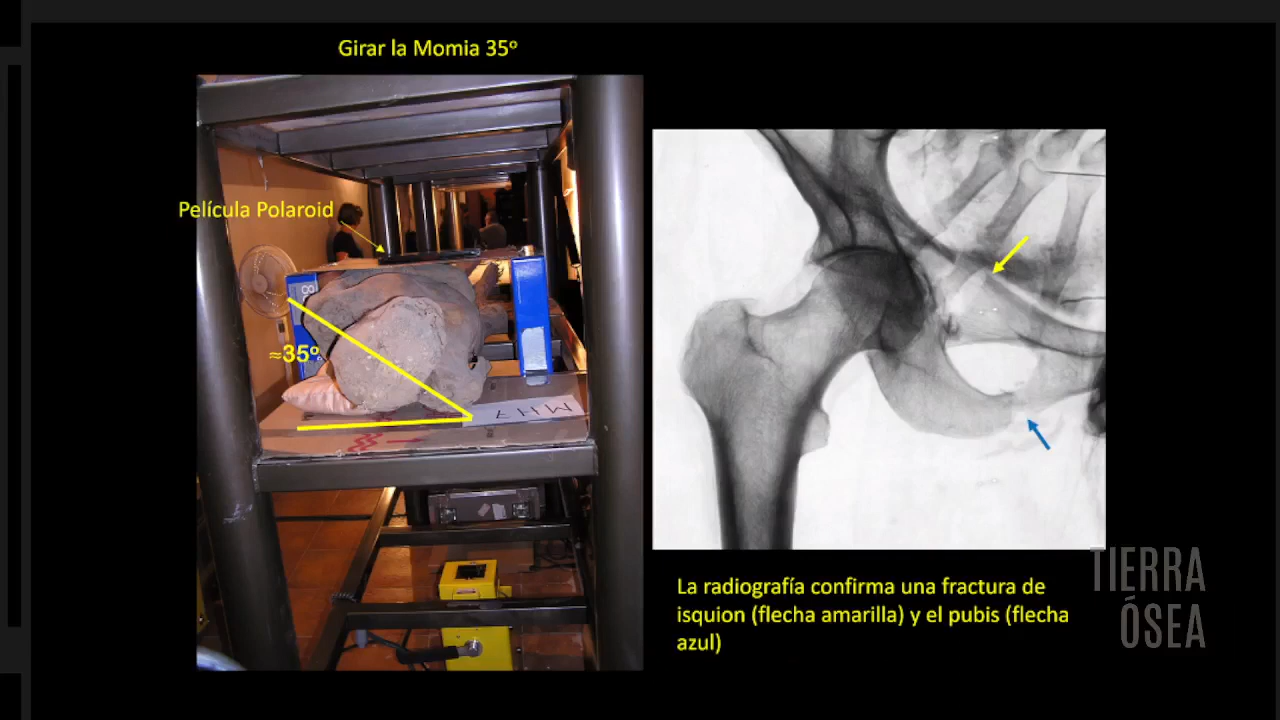 Girar la Momia 35º
Película Polaroid
≈35º
MH7
La radiografía confirma una fractura de
isquion (flecha amarilla) y el pubis (flecha
azul)
TIERRA
ÓSEA